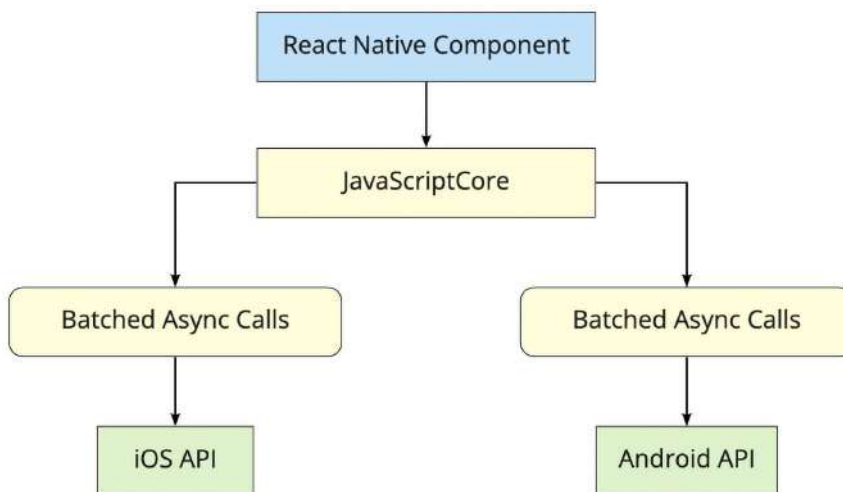 React Native Component
JavaScriptCore
Batched Async Calls
Batched Async Calls
iOS API
Android API